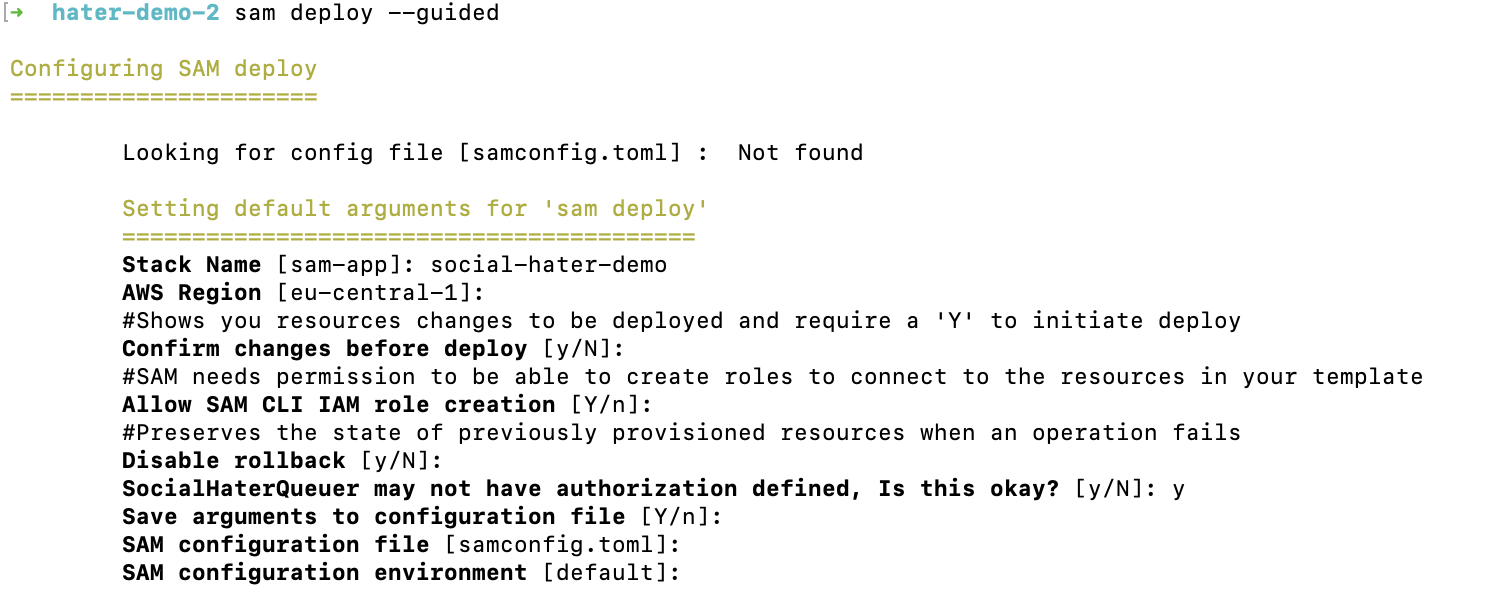 [➜  hater-demo-2 sam deploy --guided
Configuring SAM deploy
======================
Looking for config file [samconfig.toml] :  Not found
Setting default arguments for 'sam deploy'
=========================================
Stack Name [sam-app]: social-hater-demo
AWS Region [eu-central-1]:
#Shows you resources changes to be deployed and require a 'Y' to initiate deploy
Confirm changes before deploy [y/N]:
#SAM needs permission to be able to create roles to connect to the resources in your template
Allow SAM CLI IAM role creation [Y/n]:
#Preserves the state of previously provisioned resources when an operation fails
Disable rollback [y/N]:
SocialHaterQueuer may not have authorization defined, Is this okay? [y/N]: y
Save arguments to configuration file [Y/n]:
SAM configuration file [samconfig.toml]:
SAM configuration environment [default]: